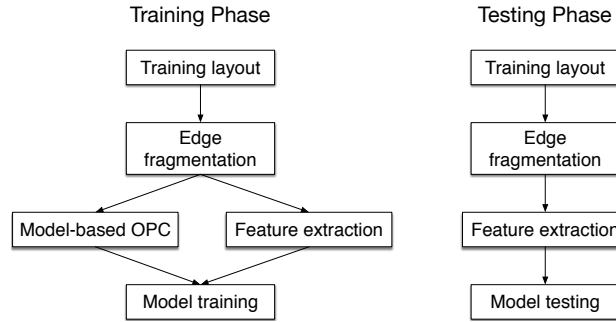 Training Phase
Training layout
Edge
fragmentation
Model-based OPC
Feature extraction
Model training
Testing Phase
Training layout
Edge
fragmentation
Feature extraction
Model testing